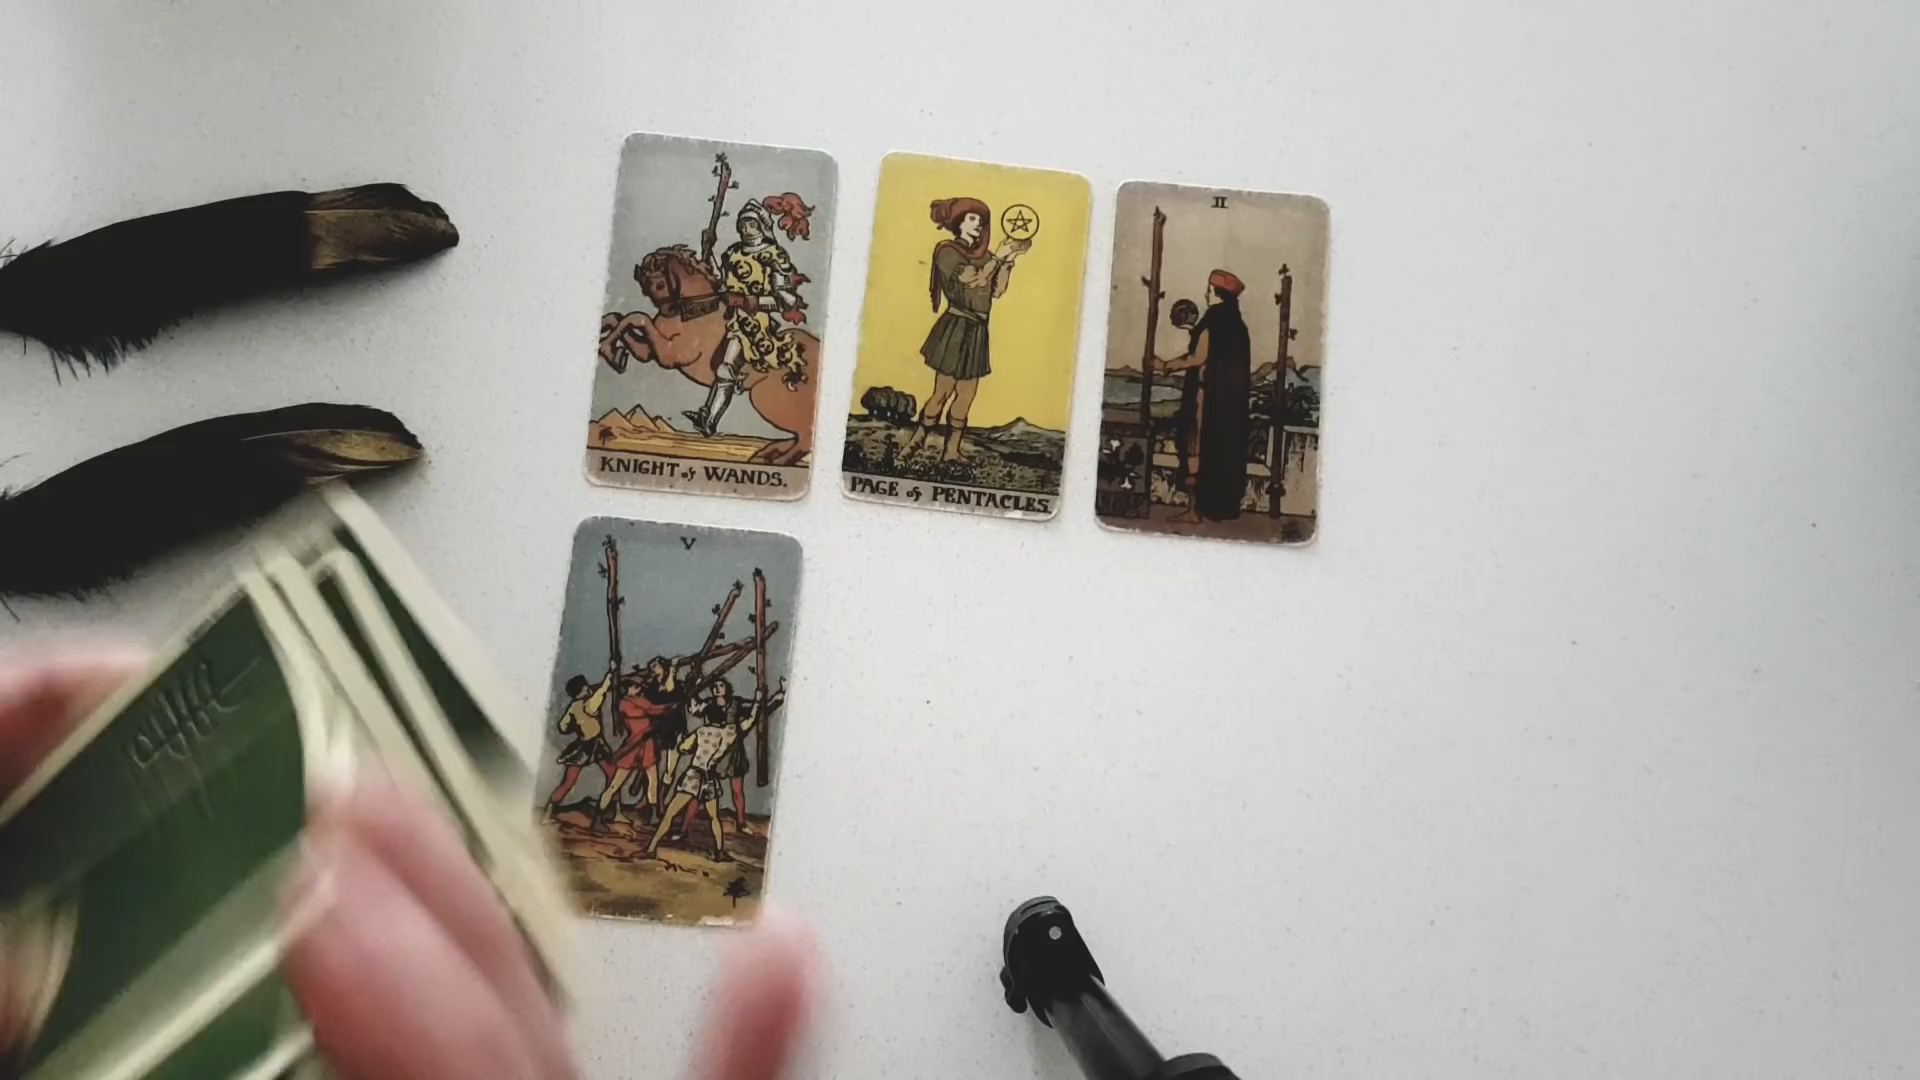 KNIGHT of WANDS.
PAGE of PENTACLES.
II
V